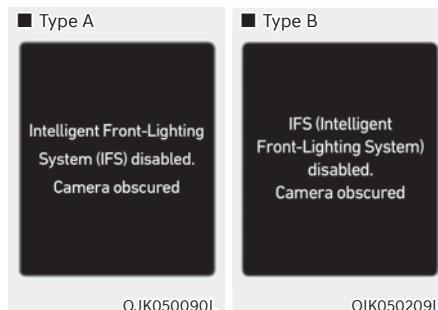 ■ Type A
Intelligent Front-Lighting
System (IFS) disabled.
Camera obscured
OJK050090L
■ Type B
IFS (Intelligent
Front-Lighting System)
disabled.
Camera obscured
OIK050209L